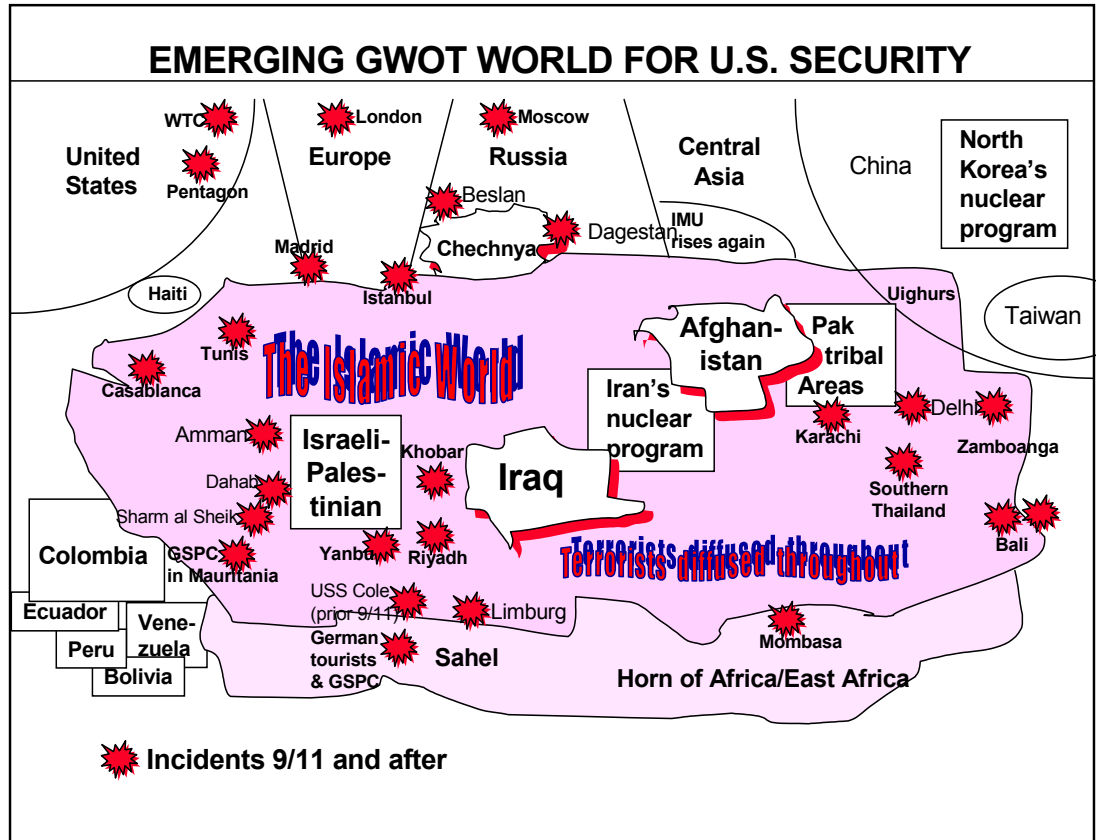 EMERGING GWOT WORLD FOR U.S. SECURITY
WTC
London
Moscow
United
States
Europe
Russia
Central
Asia
China
North
Korea's
nuclear
program
Pentagon
Beslan
Chechnya
Dagestan
IMU
rises again
Madrid
Istanbul
Haiti
Uighurs
Taiwan
Tunis
The Islamic World
Afghan-
istan
Pak
tribal
Areas
Casablanca
Iran's
nuclear
program
Karachi
Delhi
Zamboanga
Amman
Israeli-
Pales-
tinian
Khobar
Iraq
Dahab
Sharm al Sheik
Southern
Thailand
Bali
Colombia
GSPC
in Mauritania
Yanbu
Riyadh
Terrorists diffused throughout
USS Cole
(prior 9/11)
Limburg
Ecuador
Peru
Vene-
zuela
Bolivia
German
tourists
& GSPC
Sahel
Mombasa
Horn of Africa/East Africa
Incidents 9/11 and after